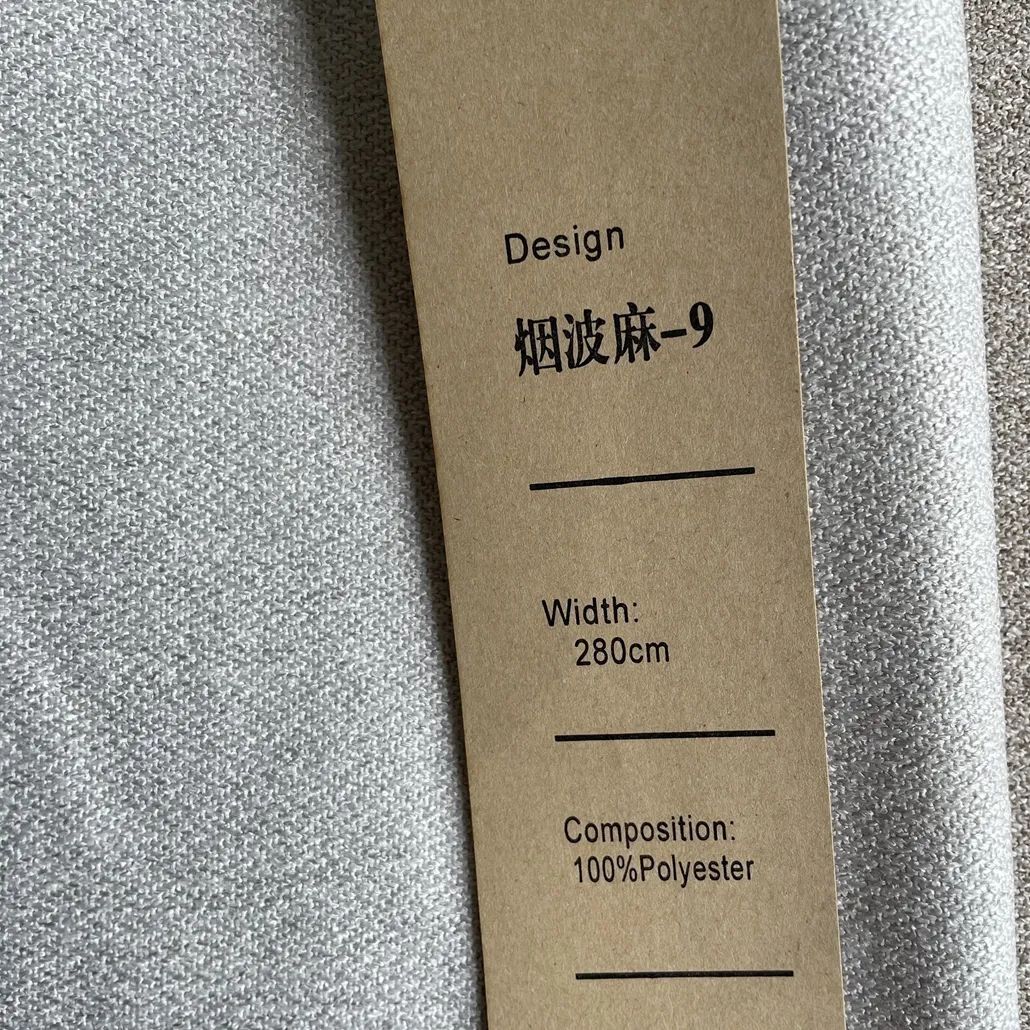 Design
烟波麻-9
Width:
280cm
Composition:
100%Polyester